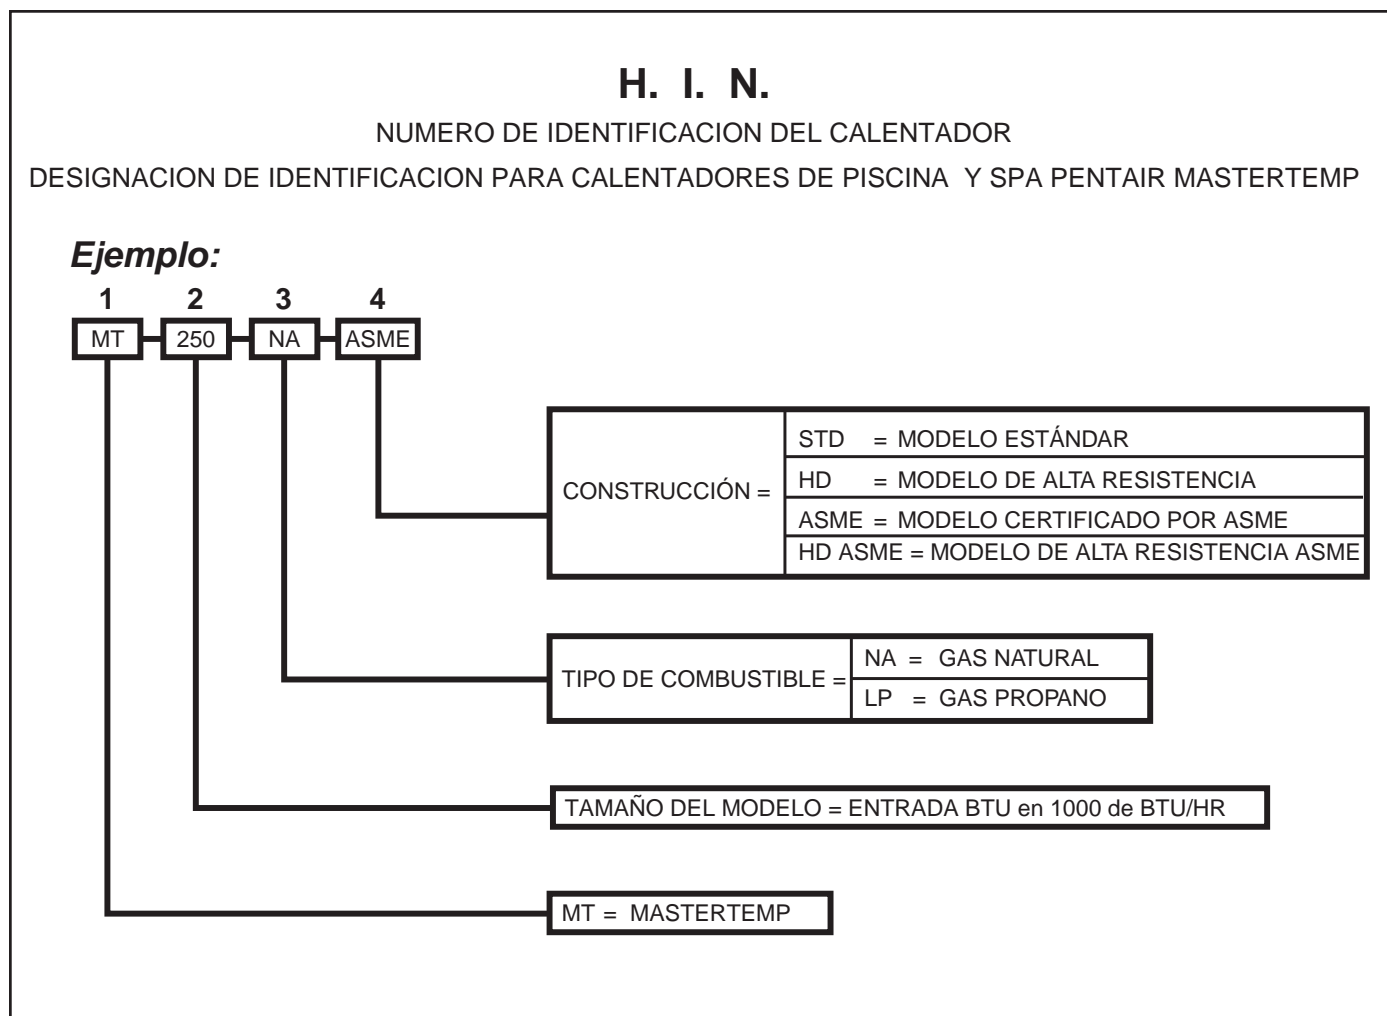 H. I. N.
NUMERO DE IDENTIFICACION DEL CALENTADOR
DESIGNACION DE IDENTIFICACION PARA CALENTADORES DE PISCINA Y SPA PENTAIR MASTERTEMP
Ejemplo:
1 2 3 4
MT 250 NA ASME
STD = MODELO ESTÁNDAR
CONSTRUCCIÓN =
HD = MODELO DE ALTA RESISTENCIA
ASME = MODELO CERTIFICADO POR ASME
HD ASME = MODELO DE ALTA RESISTENCIA ASME
TIPO DE COMBUSTIBLE =
NA = GAS NATURAL
LP = GAS PROPANO
TAMAÑO DEL MODELO = ENTRADA BTU en 1000 de BTU/HR
MT = MASTERTEMP